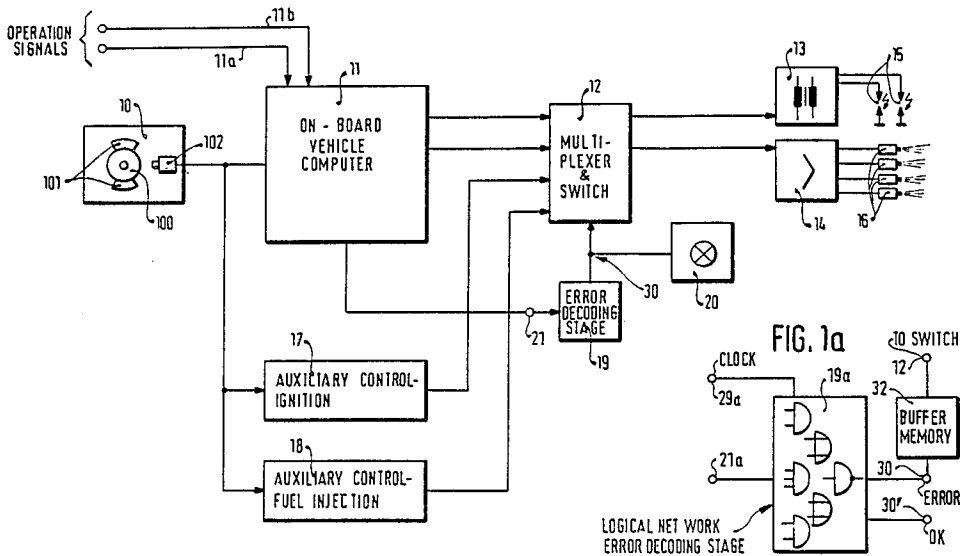 OPERATION
SIGNALS
11b
11a
10
102
101
100
11
ON-BOARD
VEHICLE
COMPUTER
12
MULTI-
PLEXER
&
SWITCH
13
15
14
16
30
20
21
ERROR
DECODING
STAGE
19
17
AUXILIARY CONTROL-
IGNITION
18
AUXILIARY CONTROL-
FUEL INJECTION
FIG. 1a
CLOCK
29a
19a
TO SWITCH
12
32
BUFFER
MEMORY
21a
30
ERROR
30'
OK
LOGICAL NET WORK
ERROR DECODING STAGE